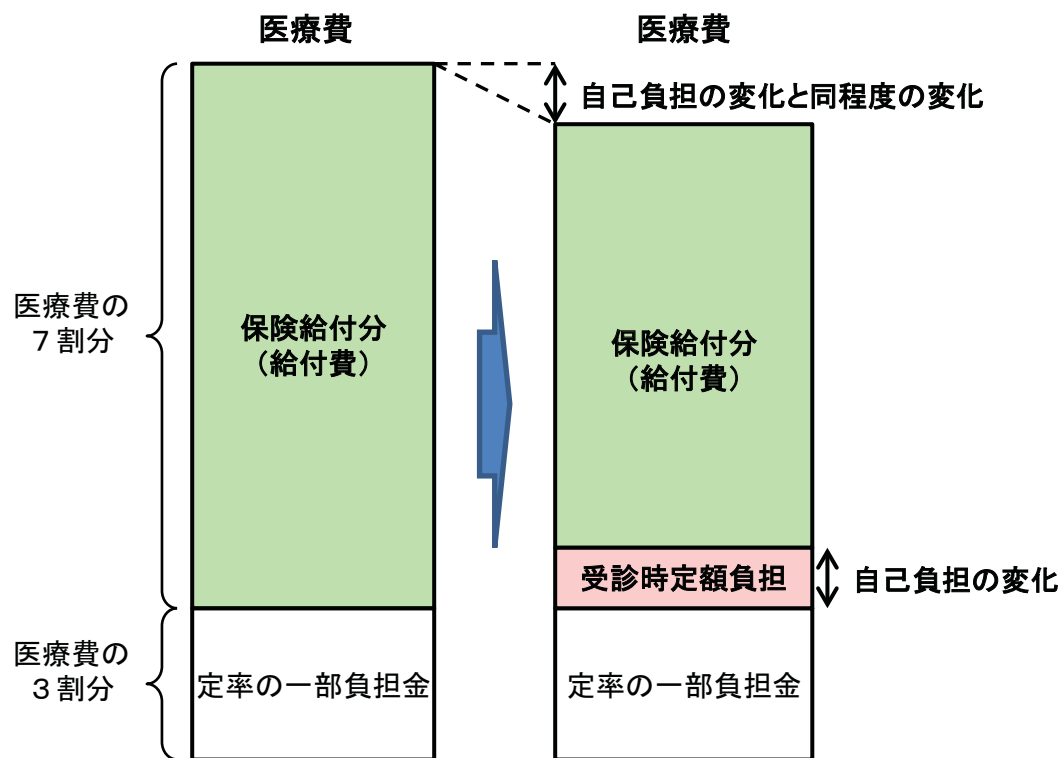 医療費
医療費
自己負担の変化と同程度の変化
医療費の
７割分
保険給付分
（給付費）
保険給付分
（給付費）
受診時定額負担
自己負担の変化
医療費の
３割分
定率の一部負担金
定率の一部負担金